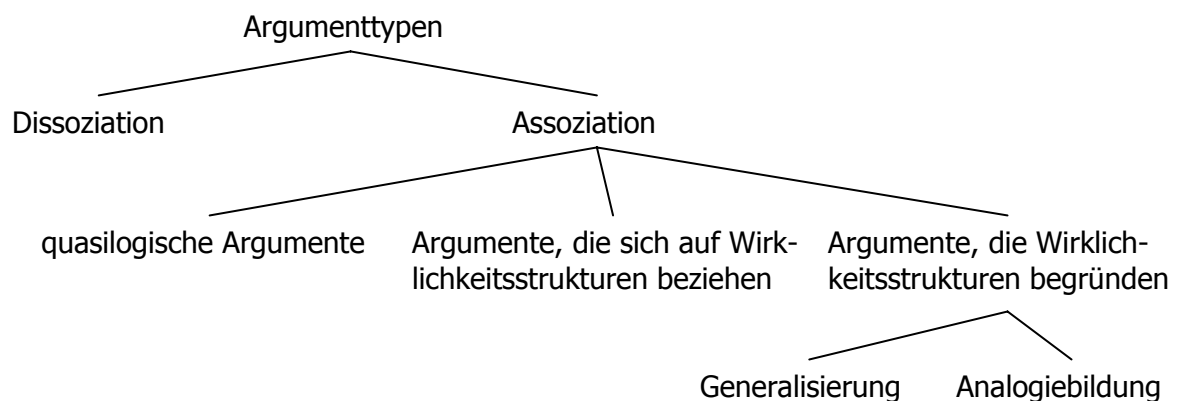 Argumenttypen
Dissoziation
Assoziation
quasilogische Argumente
Argumente, die sich auf Wirk-
lichkeitsstrukturen beziehen
Argumente, die Wirklich-
keitsstrukturen begründen
Generalisierung
Analogiebildung